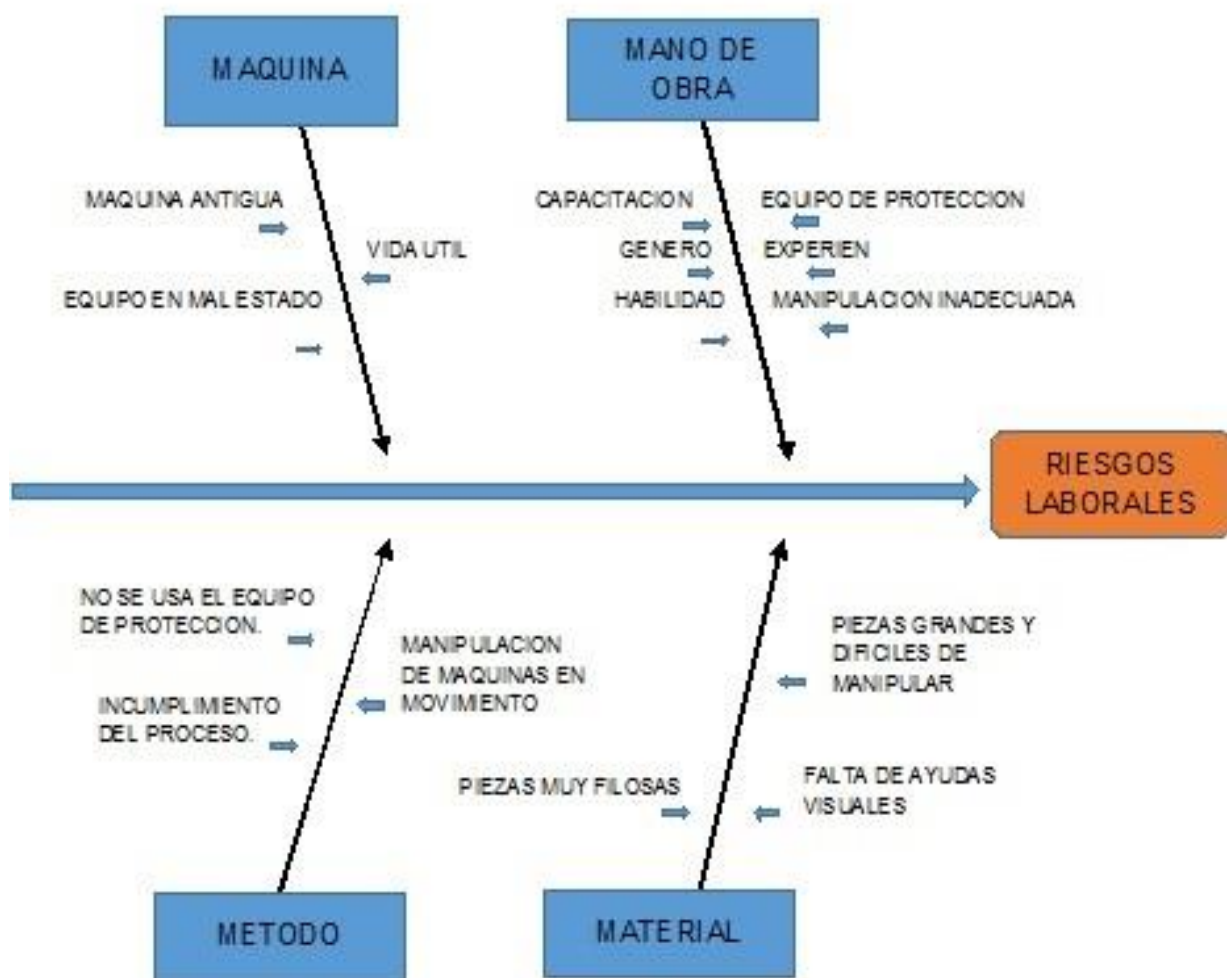 MAQUINA
MANO DE
OBRA
MAQUINA ANTIGUA
VIDA UTIL
EQUIPO EN MAL ESTADO
CAPACITACION
EQUIPO DE PROTECCION
GENERO
EXPERIEN
HABILIDAD
MANIPULACION INADECUADA
RIESGOS
LABORALES
NO SE USA EL EQUIPO
DE PROTECCION.
MANIPULACION
DE MAQUINAS EN
MOVIMIENTO
INCUMPLIMIENTO
DEL PROCESO.
PIEZAS GRANDES Y
DIFICILES DE
MANIPULAR
PIEZAS MUY FILOSAS
FALTA DE AYUDAS
VISUALES
METODO
MATERIAL